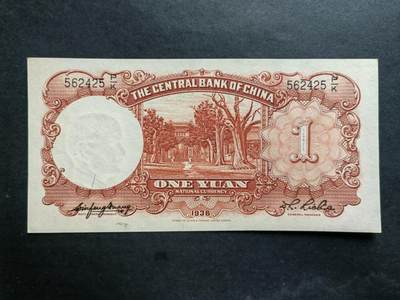 THE CENTRAL BANK OF CHINA
562425 P/K
562425 P/K
1
ONE YUAN
NATIONAL CURRENCY
1936